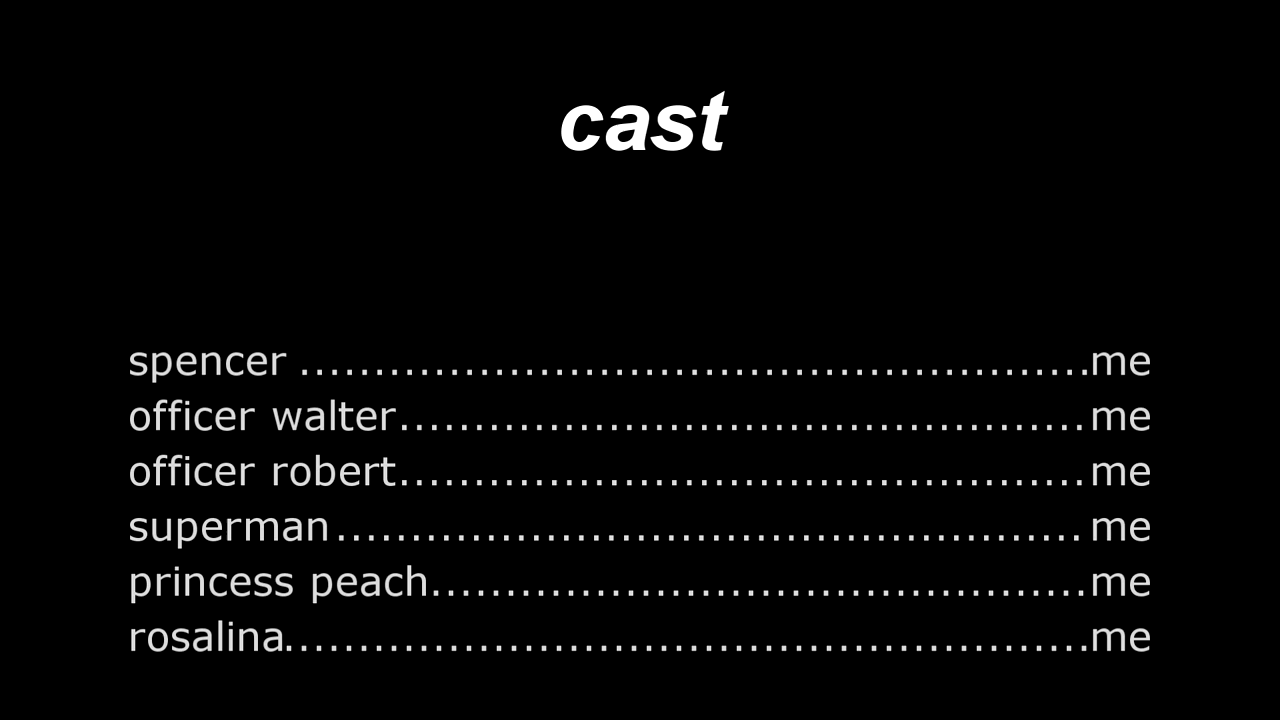 cast
spencer ......................................................me
officer walter...............................................me
officer robert...............................................me
superman .................................................. me
princess peach.............................................me
rosalina.......................................................me